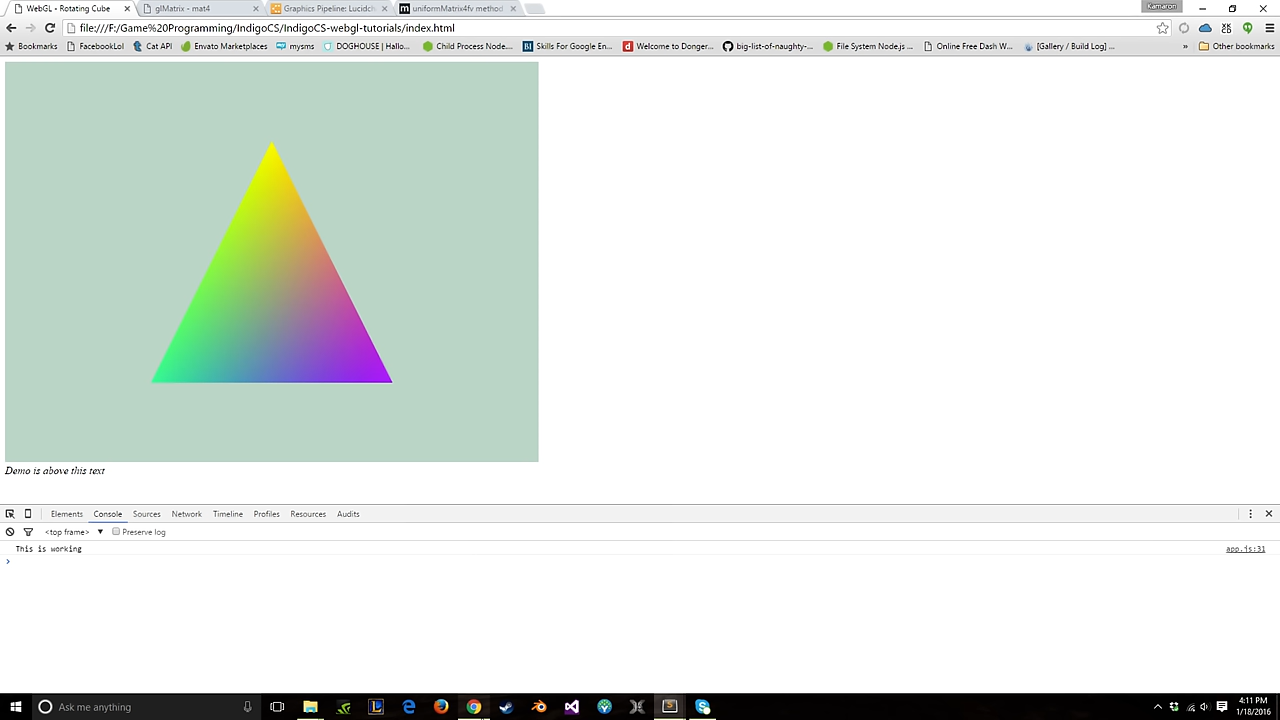 WebGL - Rotating Cube glMatrix - mat4 Graphics Pipeline: Lucidch uniformMatrix4fv method Kamaron
file:///F:/Game%20Programming/IndigoCS/IndigoCS-webgl-tutorials/index.html
Bookmarks FacebookLol Cat API Envato Marketplaces mysms DOGHOUSE | Hallo... Child Process Node.... Skills For Google En... Welcome to Donger... big-list-of-naughty-... File System Node.js ... Online Free Dash W... [Gallery / Build Log] ... » Other bookmarks
Demo is above this text
Elements Console Sources Network Timeline Profiles Resources Audits
<top frame> Preserve log
This is working app.js:31
Ask me anything 4:11 PM
1/18/2016